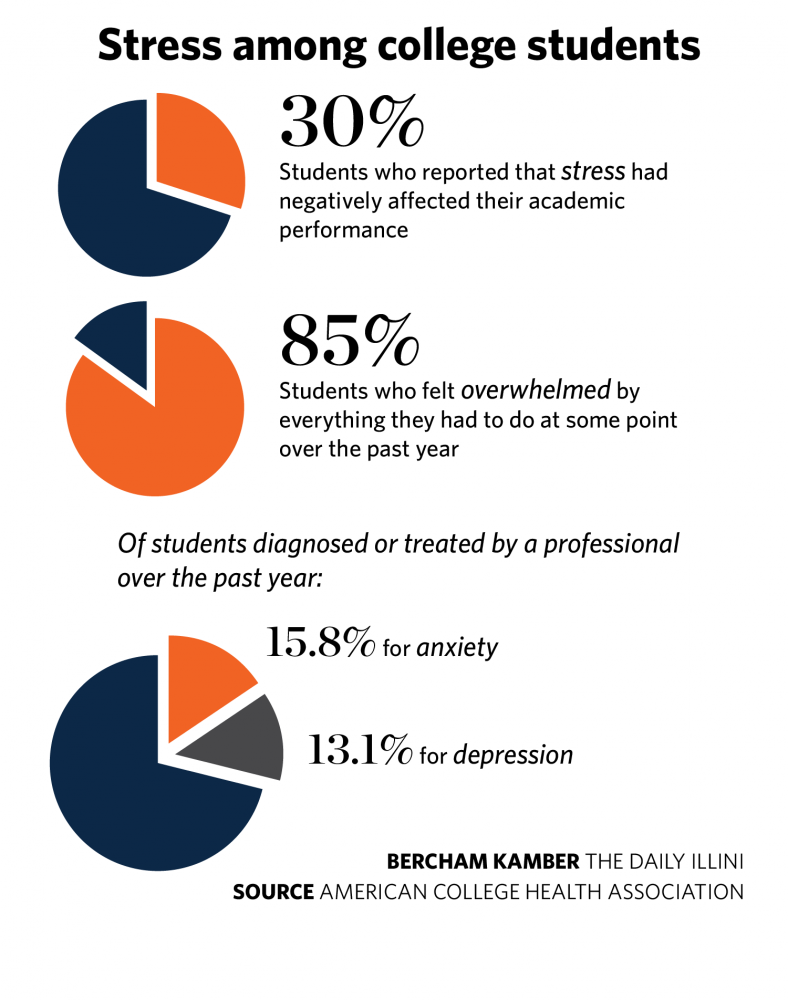 Stress among college students
30%
Students who reported that stress had
negatively affected their academic
performance
85%
Students who felt overwhelmed by
everything they had to do at some point
over the past year
Of students diagnosed or treated by a professional
over the past year:
15.8% for anxiety
13.1% for depression
BERCHAM KAMBER THE DAILY ILLINI
SOURCE AMERICAN COLLEGE HEALTH ASSOCIATION